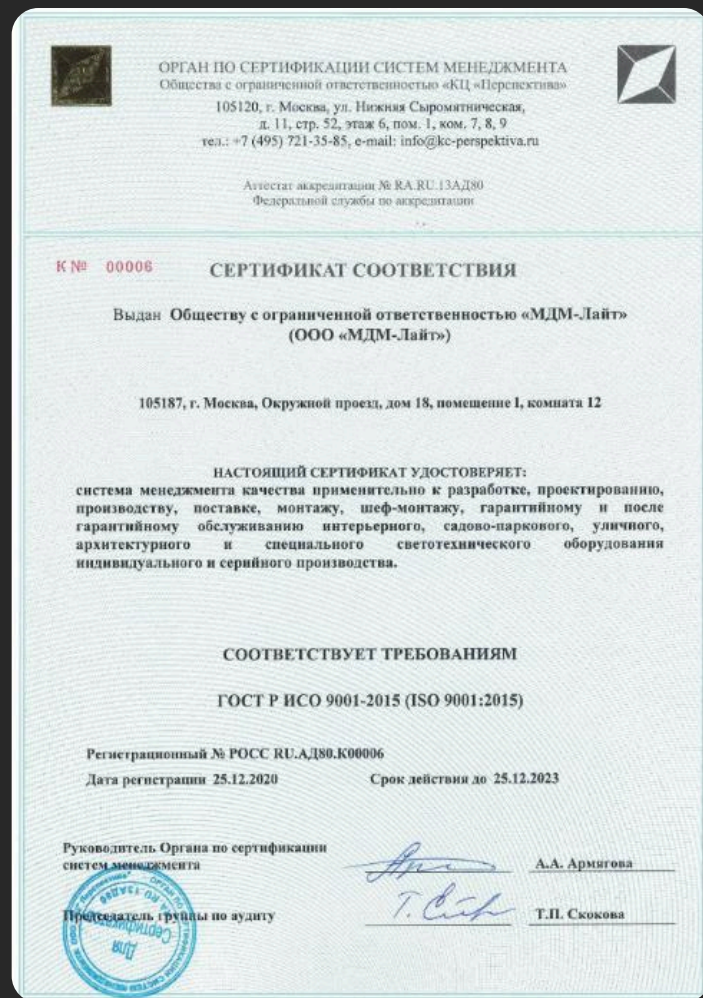 ОРГАН ПО СЕРТИФИКАЦИИ СИСТЕМ МЕНЕДЖМЕНТА
Общества с ограниченной ответственностью «КЦ «Перспектива»
105120, г. Москва, ул. Нижняя Сыромятническая,
д. 11, стр. 52, этаж 6, пом. 1, ком. 7, 8, 9
тел.: +7 (495) 721-35-85, e-mail: info@kc-perspektiva.ru
Аттестат аккредитации № RA.RU.13АД80
Федеральной службы по аккредитации
К № 00006
СЕРТИФИКАТ СООТВЕТСТВИЯ
Выдан Обществу с ограниченной ответственностью «МДМ-Лайт»
(ООО «МДМ-Лайт»)
105187, г. Москва, Окружной проезд, дом 18, помещение I, комната 12
НАСТОЯЩИЙ СЕРТИФИКАТ УДОСТОВЕРЯЕТ:
система менеджмента качества применительно к разработке, проектированию,
производству, поставке, монтажу, шеф-монтажу, гарантийному и после
гарантийному обслуживанию интерьерного, садово-паркового, уличного,
архитектурного и специального светотехнического оборудования
индивидуального и серийного производства.
СООТВЕТСТВУЕТ ТРЕБОВАНИЯМ
ГОСТ Р ИСО 9001-2015 (ISO 9001:2015)
Регистрационный № РОСС RU.АД80.К00006
Дата регистрации 25.12.2020 Срок действия до 25.12.2023
Руководитель Органа по сертификации
систем менеджмента
А.А. Армягова
Председатель группы по аудиту
Т.П. Скокова
Для
Сертификатов